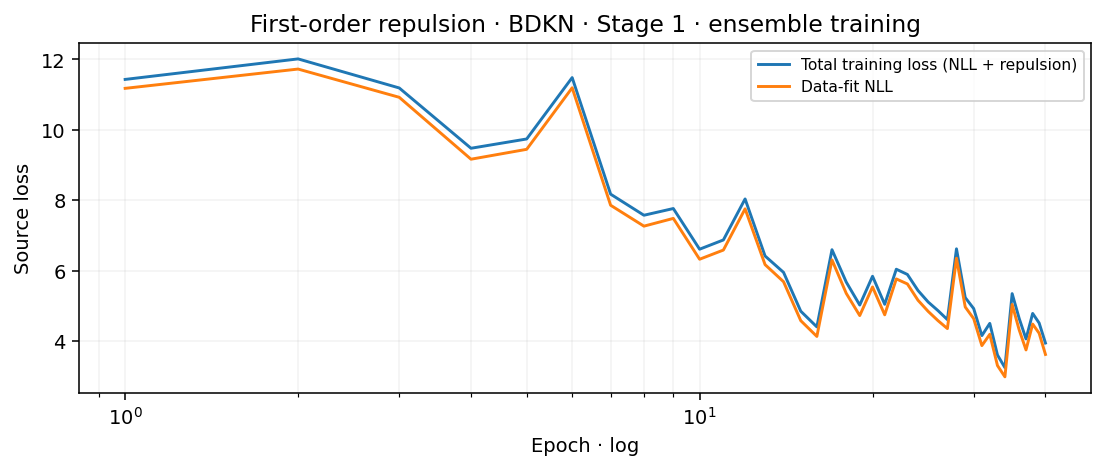 First-order repulsion · BDKN · Stage 1 · ensemble training
Total training loss (NLL + repulsion)
Data-fit NLL
Source loss
12
10
8
6
4
10⁰
10¹
Epoch · log